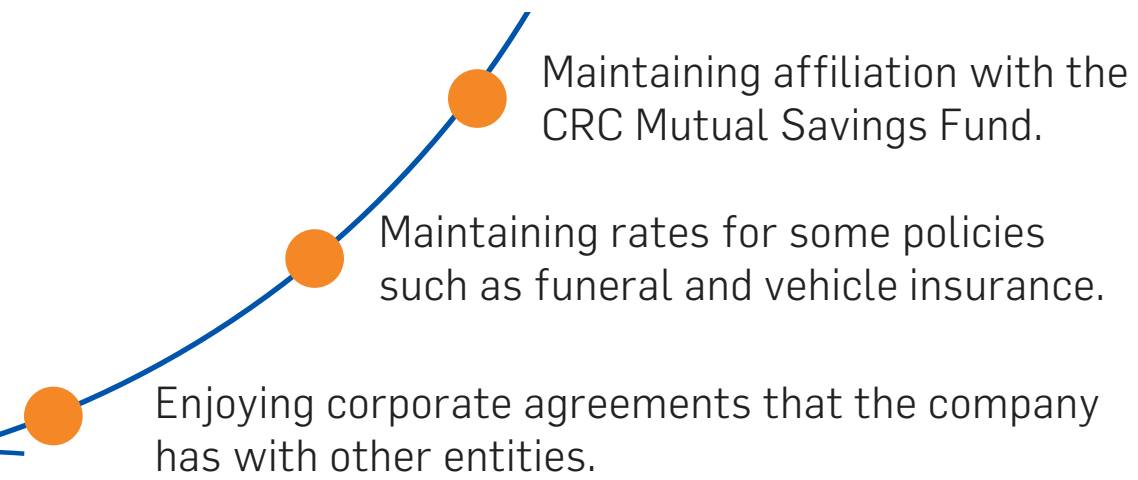 Maintaining affiliation with the
CRC Mutual Savings Fund.
Maintaining rates for some policies
such as funeral and vehicle insurance.
Enjoying corporate agreements that the company
has with other entities.